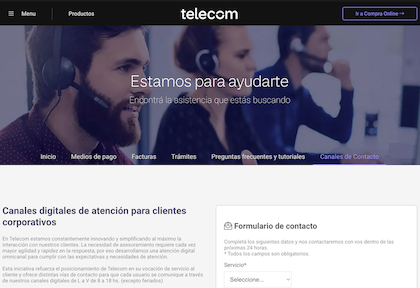 Menu
Productos
telecom
Ir a Compra Online →
Estamos para ayudarte
Encontrá la asistencia que estás buscando
Inicio
Medios de pago
Facturas
Trámites
Preguntas frecuentes y tutoriales
Canales de Contacto
Canales digitales de atención para clientes
corporativos
En Telecom estamos constantemente innovando y simplificando al máximo la
interacción con nuestros clientes. La necesidad de asesoramiento requiere cada vez
mayor agilidad y rapidez en la respuesta, por eso desarrollamos una atención digital
omnicanal para cumplir con las expectativas y necesidades de atención.
Esta iniciativa refuerza el posicionamiento de Telecom en su vocación de servicio al
cliente y ofrece distintas vías de contacto para que cada usuario se comunique a través
de nuestros canales digitales de L a V de 8 a 18 hs. (excepto feriados)
Formulario de contacto
Completá los siguientes datos y nos contactaremos con vos dentro de las
próximas 24 horas.
* Todos los campos son obligatorios.
Servicio*
Seleccione...